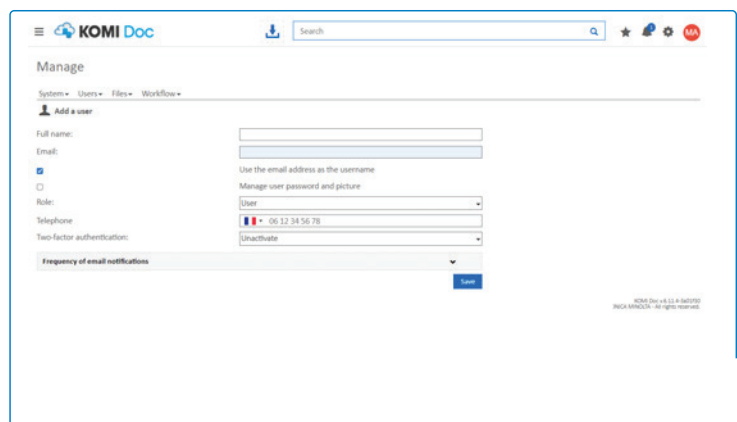 KOMI Doc
Search
MA
Manage
System Users Files Workflow
Add a user
Full name:
Email:
Use the email address as the username
Manage user password and picture
Role: User
Telephone 06 12 34 56 78
Two-factor authentication: Unactivate
Frequency of email notifications
Save
KOMI Doc
MINOLTA - All rights reserved.